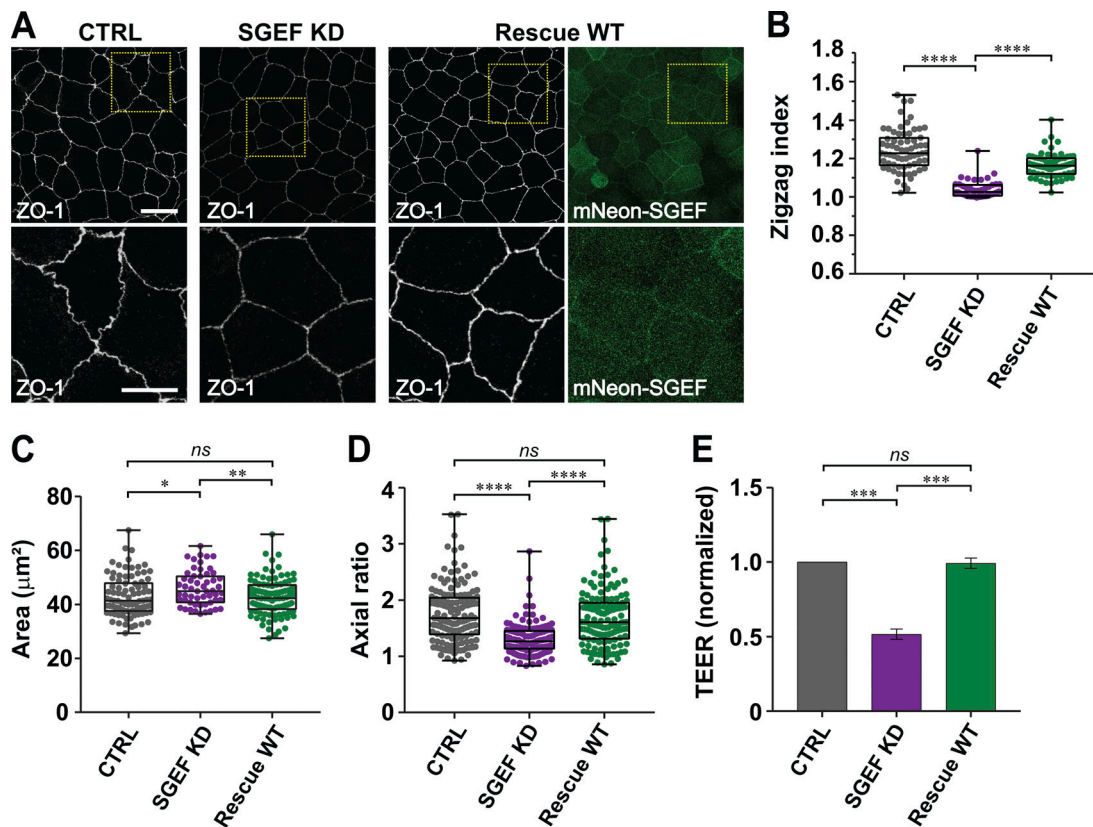 A
CTRL
SGEF KD
Rescue WT
ZO-1
ZO-1
ZO-1
mNeon-SGEF
ZO-1
ZO-1
ZO-1
mNeon-SGEF
B
**** ****
Zigzag index
1.8
1.6
1.4
1.2
1.0
0.8
0.6
CTRL
SGEF KD
Rescue WT
C
ns
* **
Area (µm²)
80
60
40
20
0
CTRL
SGEF KD
Rescue WT
D
ns
**** ****
Axial ratio
4
3
2
1
0
CTRL
SGEF KD
Rescue WT
E
ns
*** ***
TEER (normalized)
1.5
1.0
0.5
0
CTRL
SGEF KD
Rescue WT